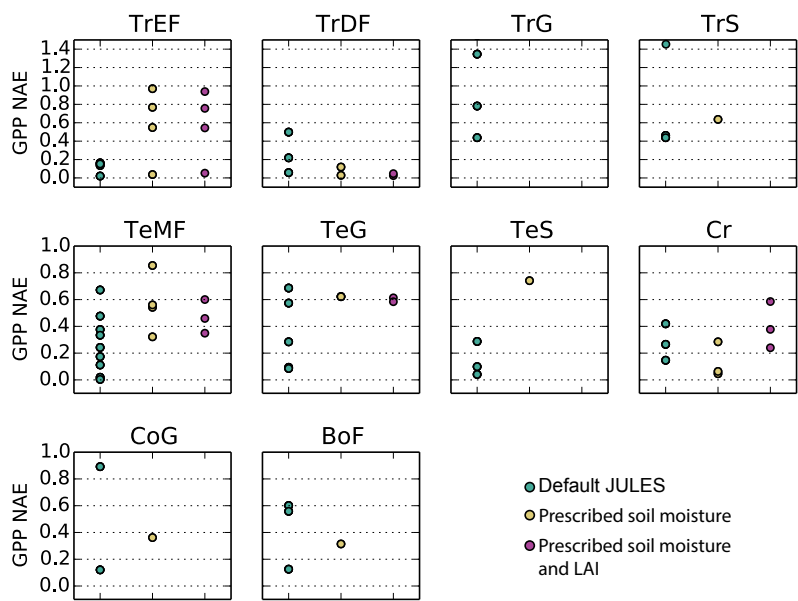 TrEF TrDF TrG TrS
1.4
1.2
1.0
0.8
0.6
0.4
0.2
0.0
GPP NAE
TeMF TeG TeS Cr
1.0
0.8
0.6
0.4
0.2
0.0
GPP NAE
CoG BoF
1.0
0.8
0.6
0.4
0.2
0.0
GPP NAE
Default JULES
Prescribed soil moisture
Prescribed soil moisture
and LAI